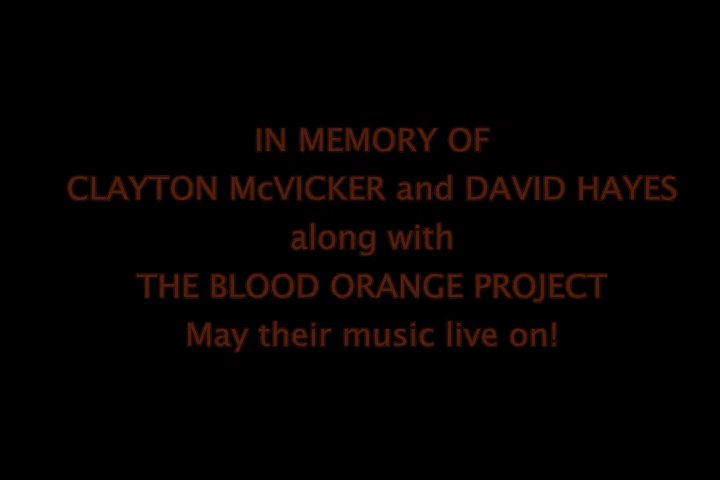 IN MEMORY OF
CLAYTON McVICKER and DAVID HAYES
along with
THE BLOOD ORANGE PROJECT
May their music live on!